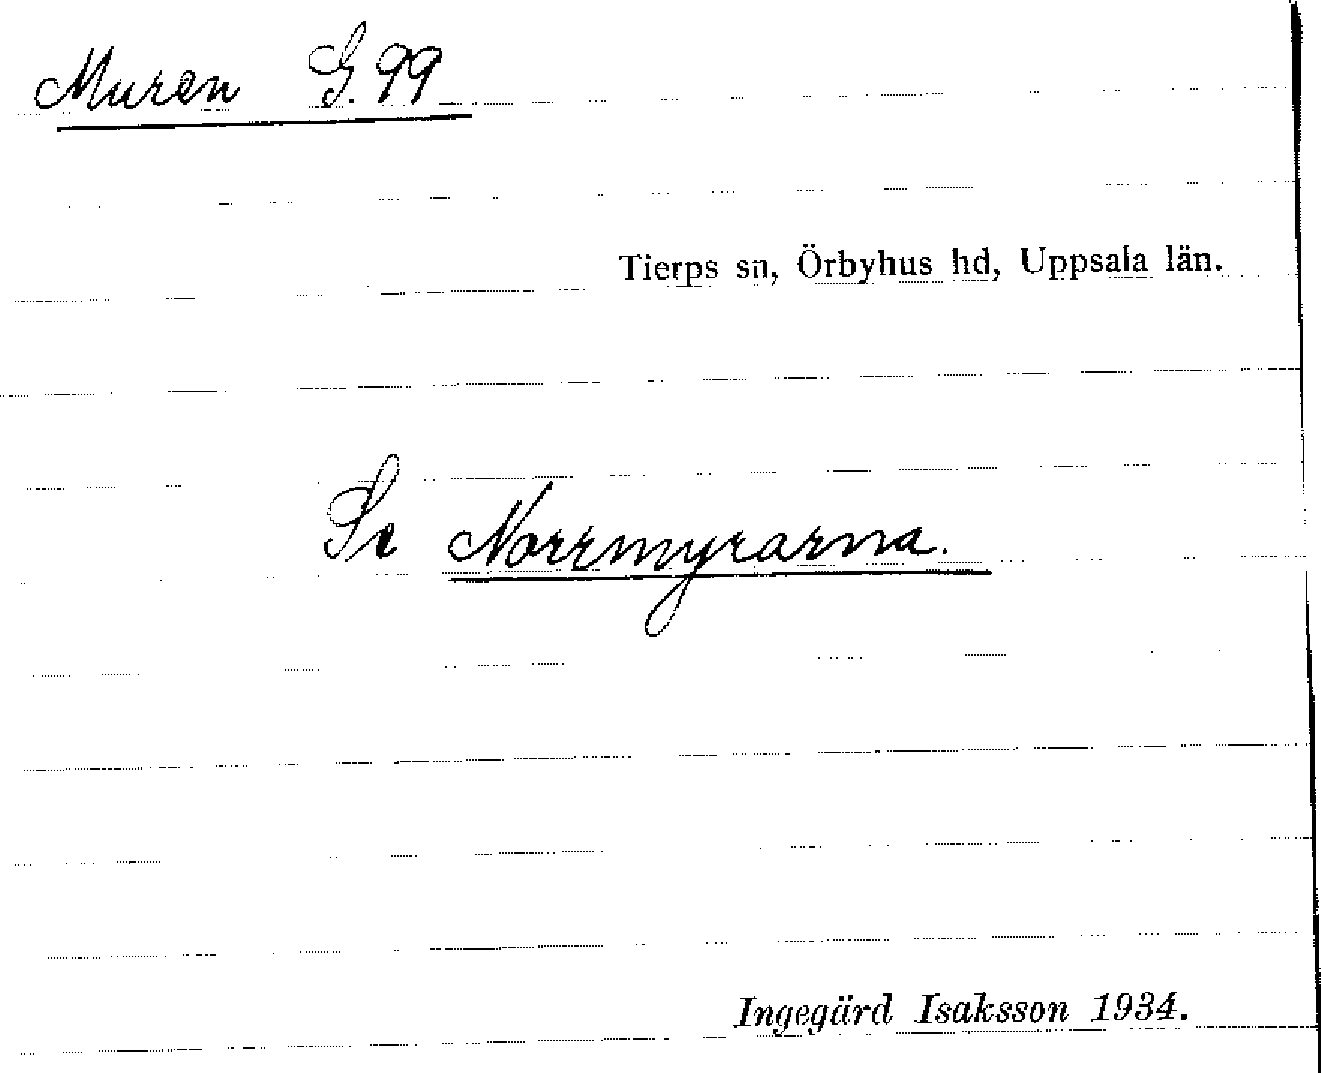 Muren G. 99
Tierps sn, Örbyhus hd, Uppsala län.
Se Norrmyrarna.
Ingegärd Isaksson 1934.